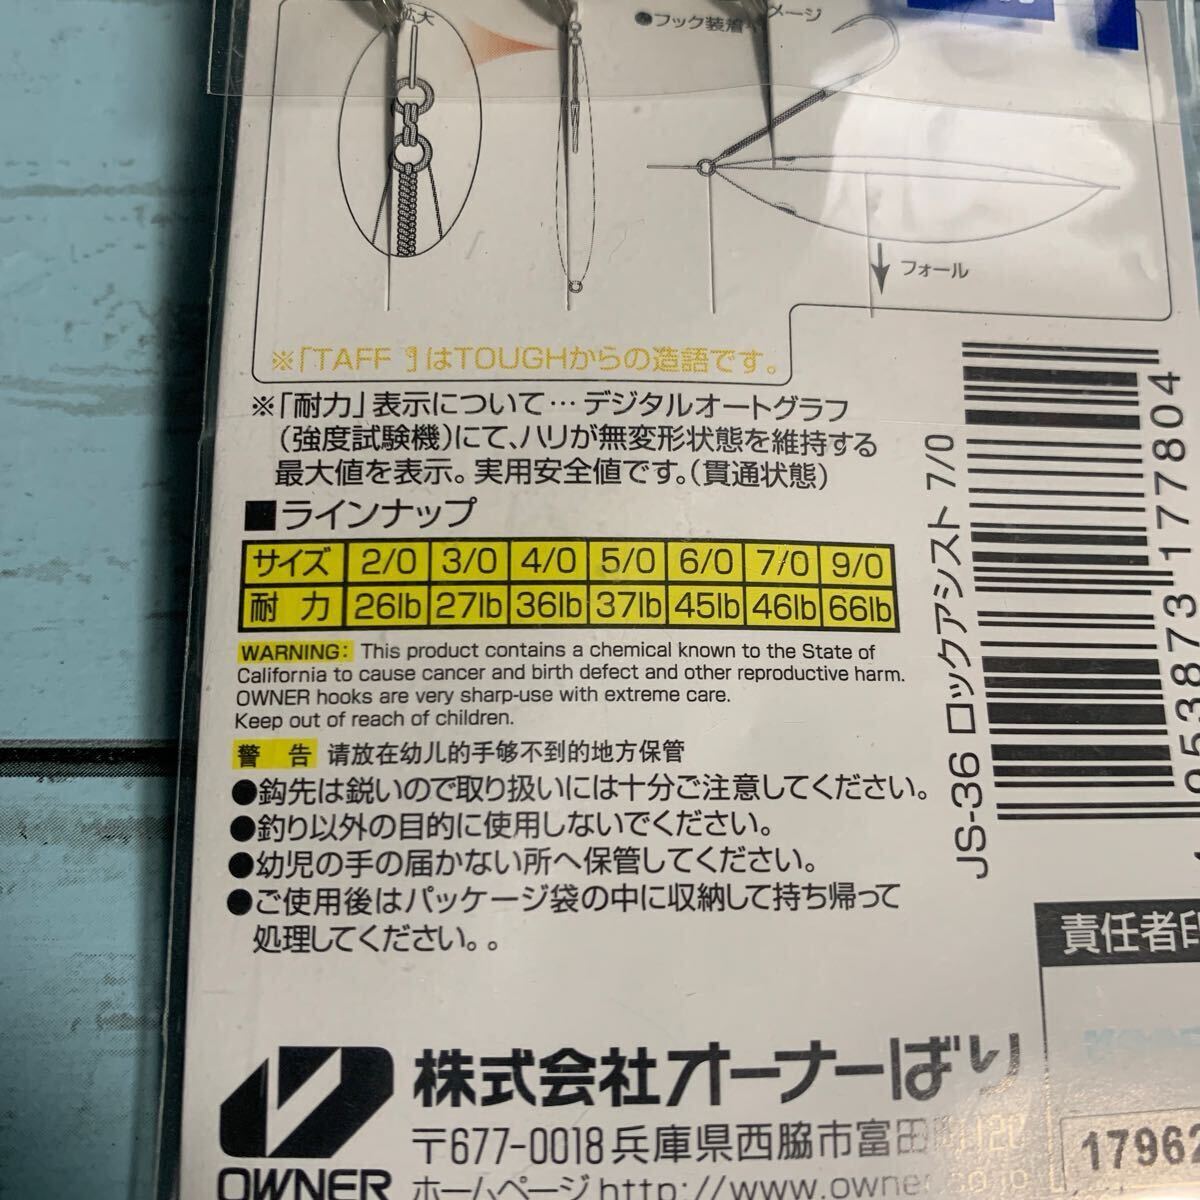 拡大
●フック装着イメージ
フォール
※「TAFF 」はTOUGHからの造語です。
※「耐力」表示について…デジタルオートグラフ
(強度試験機)にて、ハリが無変形状態を維持する
最大値を表示。実用安全値です。(貫通状態)
■ラインナップ
サイズ 2/0 3/0 4/0 5/0 6/0 7/0 9/0
耐力 26lb 27lb 36lb 37lb 45lb 46lb 66lb
WARNING: This product contains a chemical known to the State of
California to cause cancer and birth defect and other reproductive harm.
OWNER hooks are very sharp-use with extreme care.
Keep out of reach of children.
警告 请放在幼儿的手够不到的地方保管
●鈎先は鋭いので取り扱いには十分ご注意してください。
●釣り以外の目的に使用しないでください。
●幼児の手の届かない所へ保管してください。
●ご使用後はパッケージ袋の中に収納して持ち帰って
処理してください。。
JS-36 ロックアシスト 7/0
953873177804
責任者印
株式会社オーナーばり
〒677-0018 兵庫県西脇市富田町120
OWNER
ホームページ http://www.owner.co.jp
17962